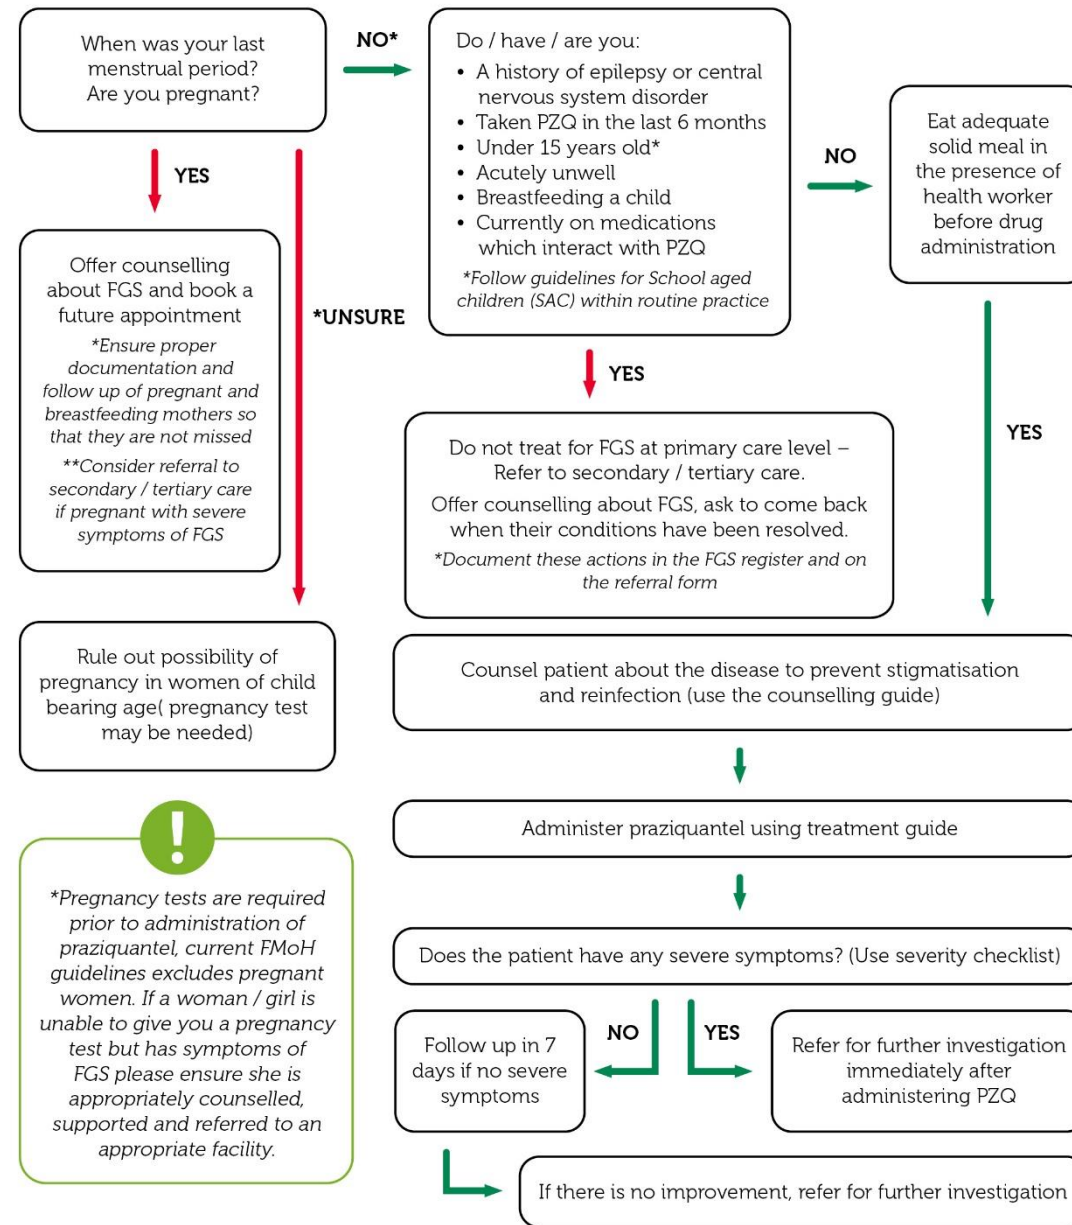 When was your last
menstrual period?
Are you pregnant?
NO*
Do / have / are you:
• A history of epilepsy or central
nervous system disorder
• Taken PZQ in the last 6 months
• Under 15 years old*
• Acutely unwell
• Breastfeeding a child
• Currently on medications
which interact with PZQ
*Follow guidelines for School aged
children (SAC) within routine practice
NO
Eat adequate
solid meal in
the presence of
health worker
before drug
administration
YES
Offer counselling
about FGS and book a
future appointment
*Ensure proper
documentation and
follow up of pregnant and
breastfeeding mothers so
that they are not missed
**Consider referral to
secondary / tertiary care
if pregnant with severe
symptoms of FGS
*UNSURE
YES
Do not treat for FGS at primary care level –
Refer to secondary / tertiary care.
Offer counselling about FGS, ask to come back
when their conditions have been resolved.
*Document these actions in the FGS register and on
the referral form
YES
Rule out possibility of
pregnancy in women of child
bearing age( pregnancy test
may be needed)
Counsel patient about the disease to prevent stigmatisation
and reinfection (use the counselling guide)
Administer praziquantel using treatment guide
!
*Pregnancy tests are required
prior to administration of
praziquantel, current FMoH
guidelines excludes pregnant
women. If a woman / girl is
unable to give you a pregnancy
test but has symptoms of
FGS please ensure she is
appropriately counselled,
supported and referred to an
appropriate facility.
Does the patient have any severe symptoms? (Use severity checklist)
NO
YES
Follow up in 7
days if no severe
symptoms
Refer for further investigation
immediately after
administering PZQ
If there is no improvement, refer for further investigation